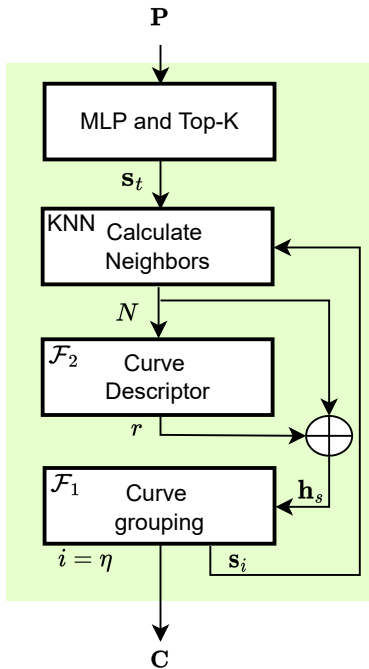 P
MLP and Top-K
s_t
KNN
Calculate
Neighbors
N
F_2
Curve
Descriptor
r
h_s
F_1
Curve
grouping
i = η
s_i
C